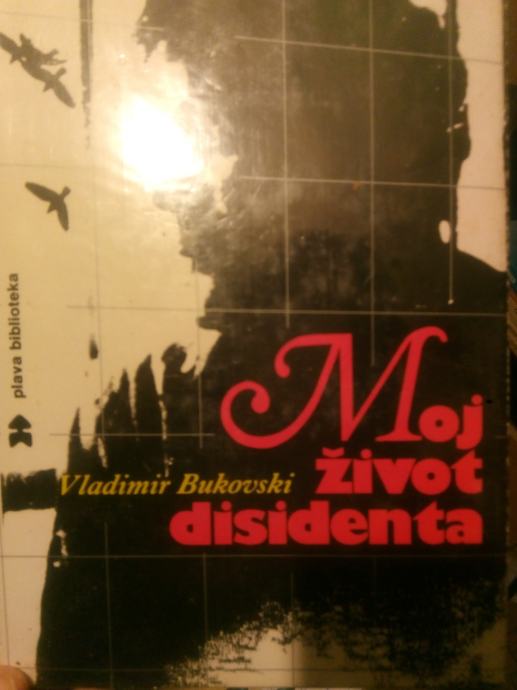 plava biblioteka
Moj
život
Vladimir Bukovski
disidenta